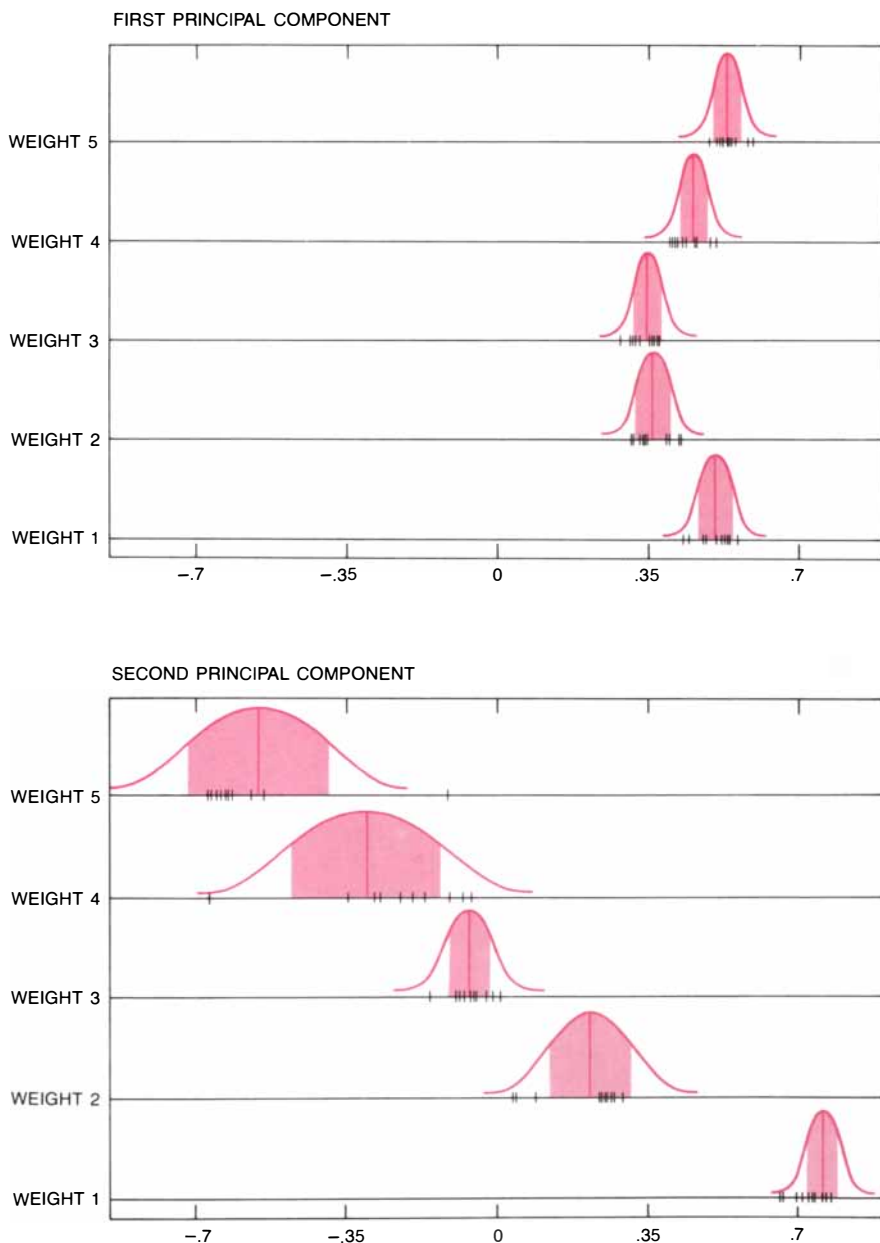 FIRST PRINCIPAL COMPONENT
WEIGHT 5
WEIGHT 4
WEIGHT 3
WEIGHT 2
WEIGHT 1
–.7 –.35 0 .35 .7
SECOND PRINCIPAL COMPONENT
WEIGHT 5
WEIGHT 4
WEIGHT 3
WEIGHT 2
WEIGHT 1
–.7 –.35 0 .35 .7